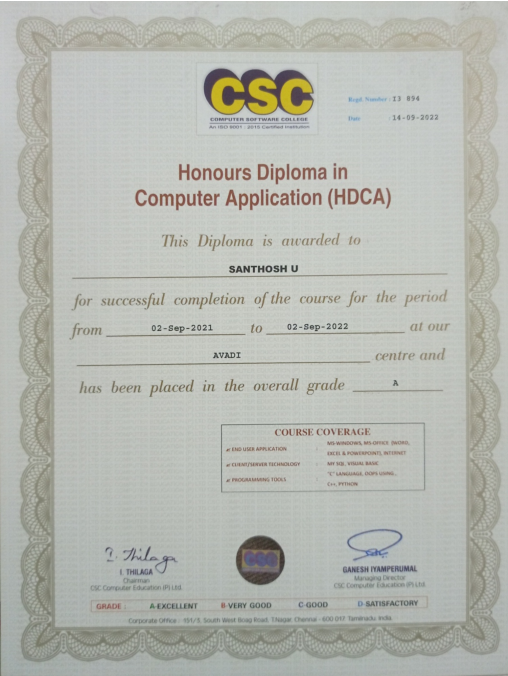 CSC
COMPUTER SOFTWARE COLLEGE
An ISO 9001 : 2015 Certified Institution
Regd. Number : I3 894
Date 14-09-2022
Honours Diploma in
Computer Application (HDCA)
This Diploma is awarded to
SANTHOSH U
for successful completion of the course for the period
from 02-Sep-2021 to 02-Sep-2022 at our
AVADI centre and
has been placed in the overall grade A
COURSE COVERAGE
END USER APPLICATION : MS-WINDOWS, MS-OFFICE (WORD,
EXCEL & POWERPOINT), INTERNET
CLIENT/SERVER TECHNOLOGY : MY SQL, VISUAL BASIC
PROGRAMMING TOOLS : "C" LANGUAGE, OOPS USING..
C++, PYTHON
I. Thilaga
I. THILAGA
Chairman
CSC Computer Education (P) Ltd.
CSC
GANESH IYAMPERUMAL
Managing Director
CSC Computer Education (P) Ltd.
GRADE : A-EXCELLENT B-VERY GOOD C-GOOD D-SATISFACTORY
Corporate Office : 151/3, South West Boag Road, T.Nagar, Chennai - 600 017 Tamilnadu, India.